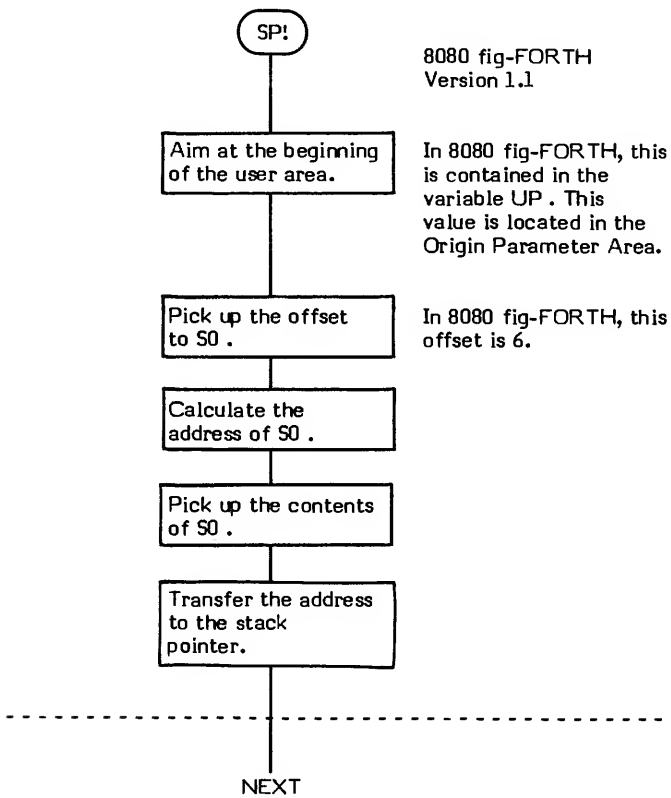 SP!
8080 fig-FORTH
Version 1.1
Aim at the beginning
of the user area.
In 8080 fig-FORTH, this
is contained in the
variable UP . This
value is located in the
Origin Parameter Area.
Pick up the offset
to S0 .
In 8080 fig-FORTH, this
offset is 6.
Calculate the
address of S0 .
Pick up the contents
of S0 .
Transfer the address
to the stack
pointer.
NEXT